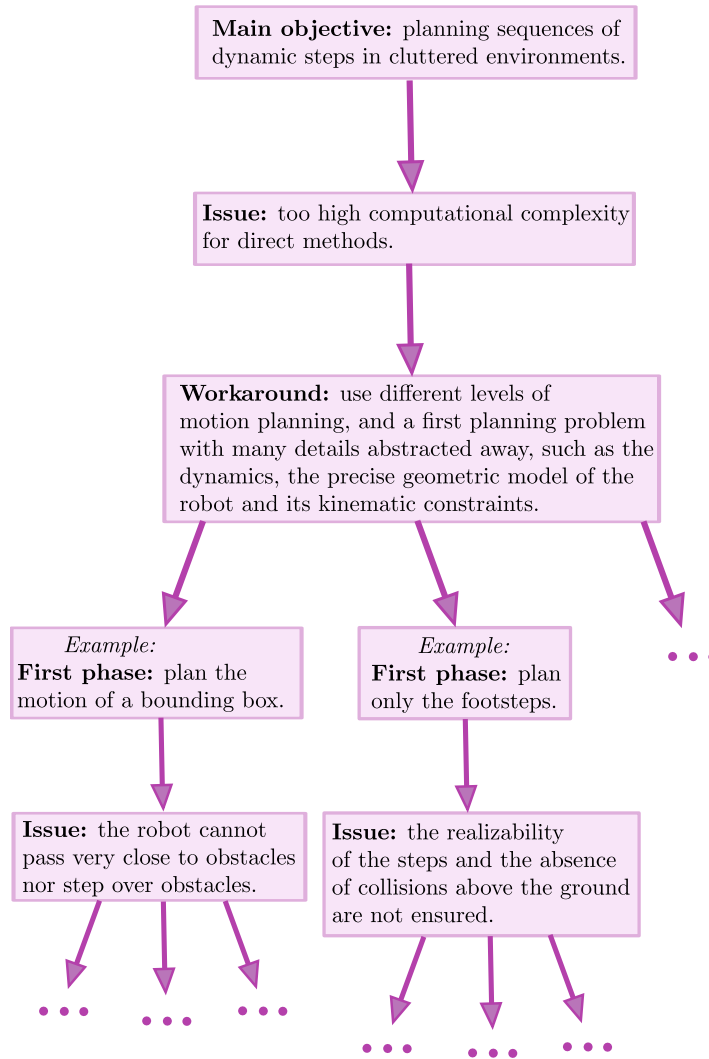 Main objective: planning sequences of
dynamic steps in cluttered environments.
Issue: too high computational complexity
for direct methods.
Workaround: use different levels of
motion planning, and a first planning problem
with many details abstracted away, such as the
dynamics, the precise geometric model of the
robot and its kinematic constraints.
Example:
First phase: plan the
motion of a bounding box.
Example:
First phase: plan
only the footsteps.
Issue: the robot cannot
pass very close to obstacles
nor step over obstacles.
Issue: the realizability
of the steps and the absence
of collisions above the ground
are not ensured.